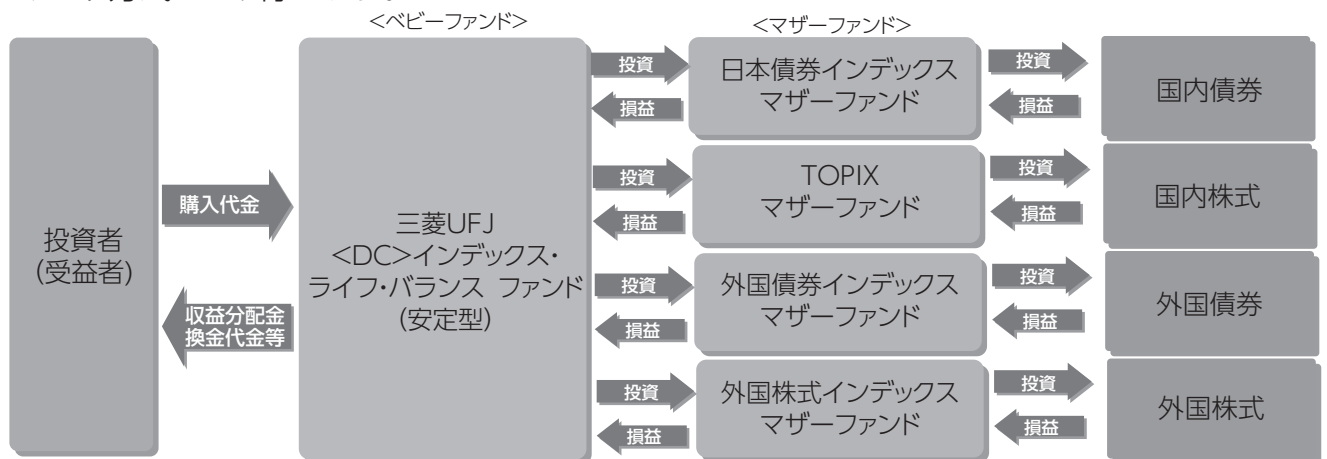 <ベビーファンド>
<マザーファンド>
投資者
(受益者)
購入代金
収益分配金
換金代金等
三菱UFJ
<DC>インデックス・
ライフ・バランス ファンド
(安定型)
投資
損益
日本債券インデックス
マザーファンド
投資
損益
国内債券
投資
損益
TOPIX
マザーファンド
投資
損益
国内株式
投資
損益
外国債券インデックス
マザーファンド
投資
損益
外国債券
投資
損益
外国株式インデックス
マザーファンド
投資
損益
外国株式